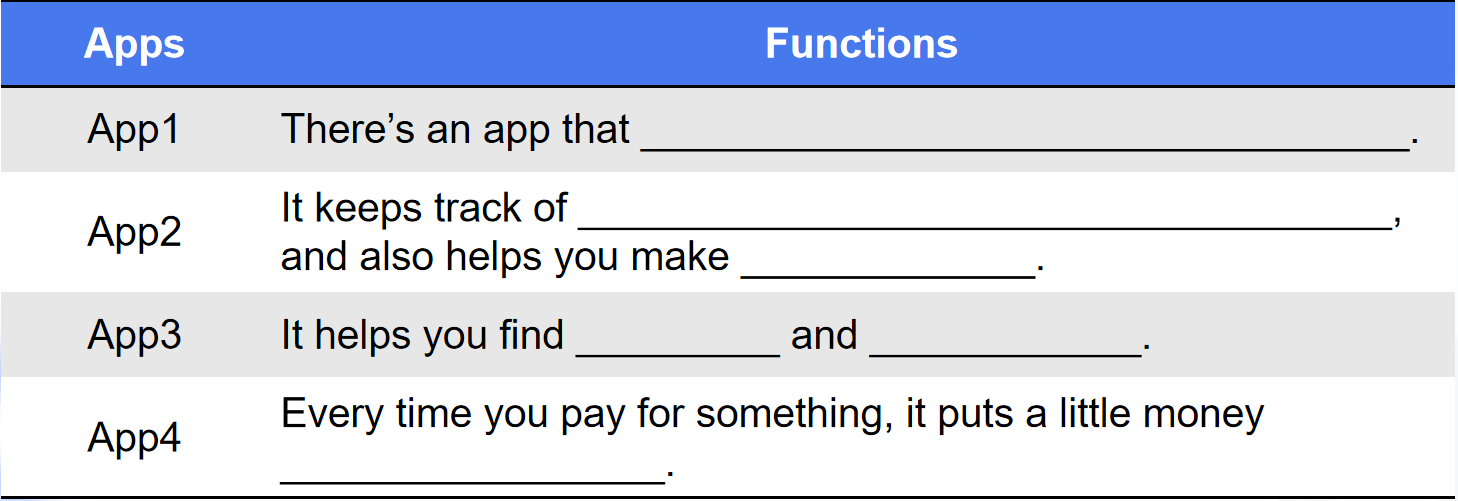 Apps Functions
App1 There’s an app that ___________________________________.
App2 It keeps track of _____________________________________,
and also helps you make _____________.
App3 It helps you find _________ and ____________.
App4 Every time you pay for something, it puts a little money
_________________.